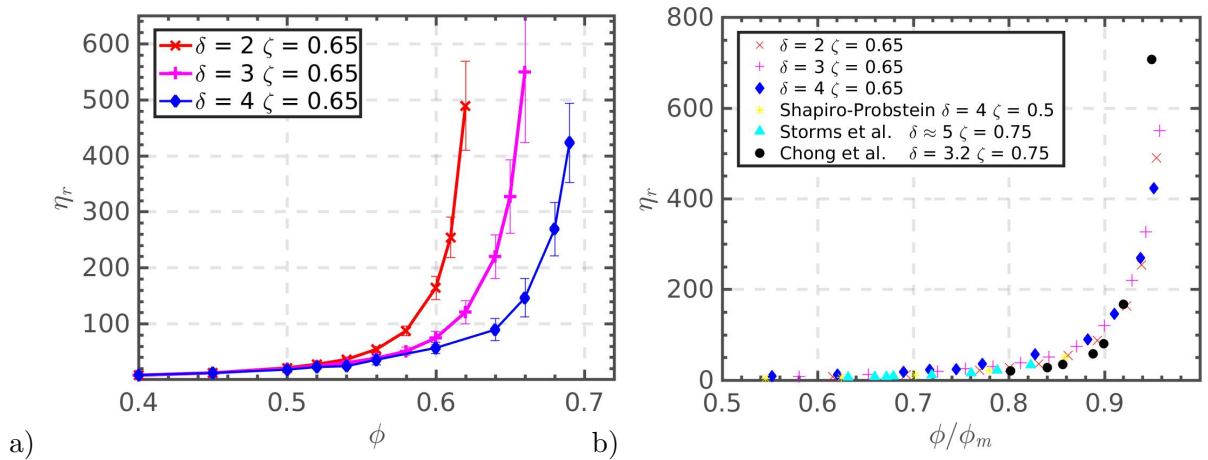 600
500
400
300
200
100
η_r
δ = 2 ζ = 0.65
δ = 3 ζ = 0.65
δ = 4 ζ = 0.65
0.4 0.5 0.6 0.7
ϕ
a)
800
600
400
200
0
η_r
δ = 2 ζ = 0.65
δ = 3 ζ = 0.65
δ = 4 ζ = 0.65
Shapiro-Probstein δ = 4 ζ = 0.5
Storms et al. δ ≈ 5 ζ = 0.75
Chong et al. δ = 3.2 ζ = 0.75
0.5 0.6 0.7 0.8 0.9
ϕ/ϕ_m
b)